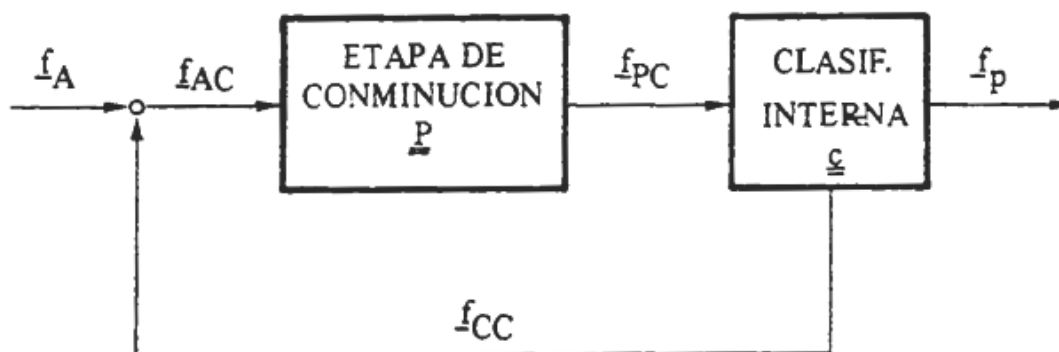 f_A
f_AC
ETAPA DE
CONMINUCION
P
f_PC
CLASIF.
INTERNA
c
f_p
f_CC